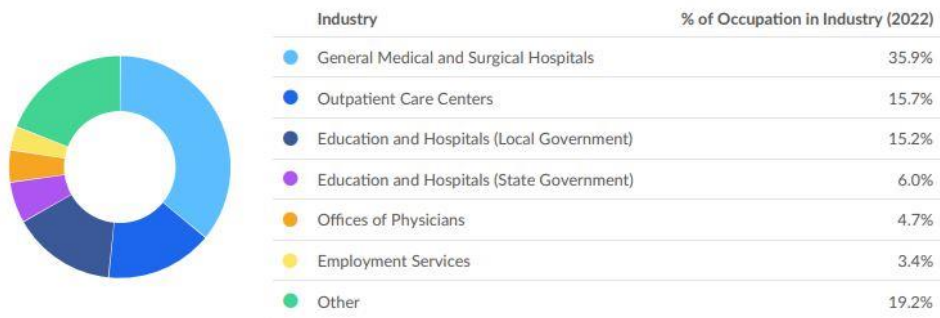 Industry % of Occupation in Industry (2022)
General Medical and Surgical Hospitals 35.9%
Outpatient Care Centers 15.7%
Education and Hospitals (Local Government) 15.2%
Education and Hospitals (State Government) 6.0%
Offices of Physicians 4.7%
Employment Services 3.4%
Other 19.2%